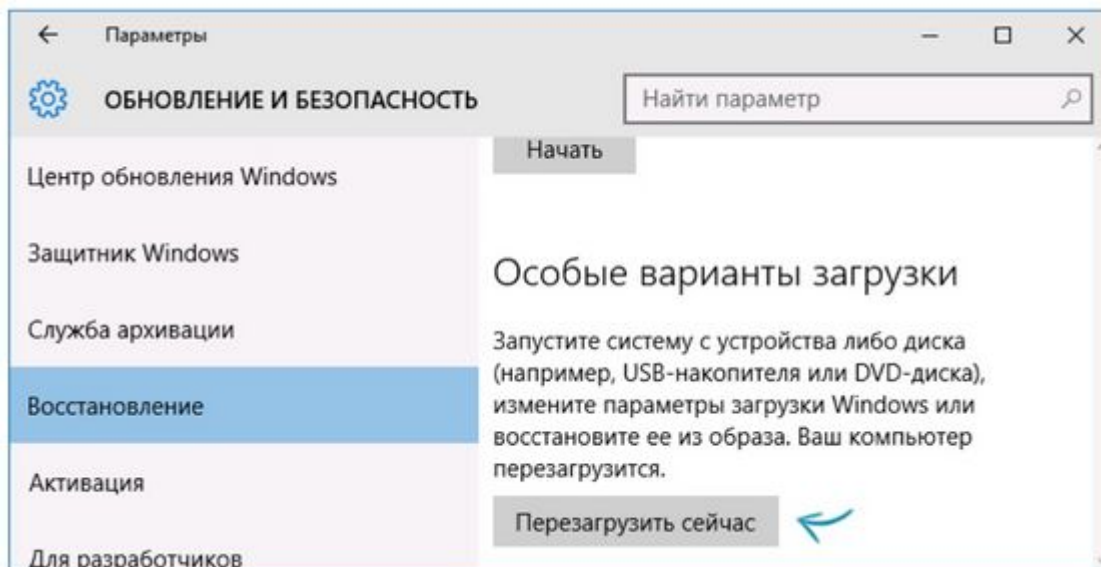 Параметры
ОБНОВЛЕНИЕ И БЕЗОПАСНОСТЬ
Найти параметр
Центр обновления Windows
Защитник Windows
Служба архивации
Восстановление
Активация
Для разработчиков
Начать
Особые варианты загрузки
Запустите систему с устройства либо диска
(например, USB-накопителя или DVD-диска),
измените параметры загрузки Windows или
восстановите ее из образа. Ваш компьютер
перезагрузится.
Перезагрузить сейчас